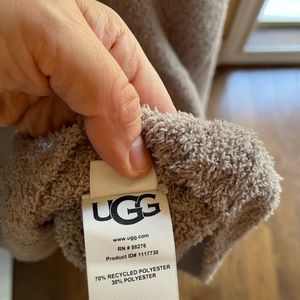 UGG
www.ugg.com
RN # 88276
Product ID# 1117730
70% RECYCLED POLYESTER
30% POLYESTER